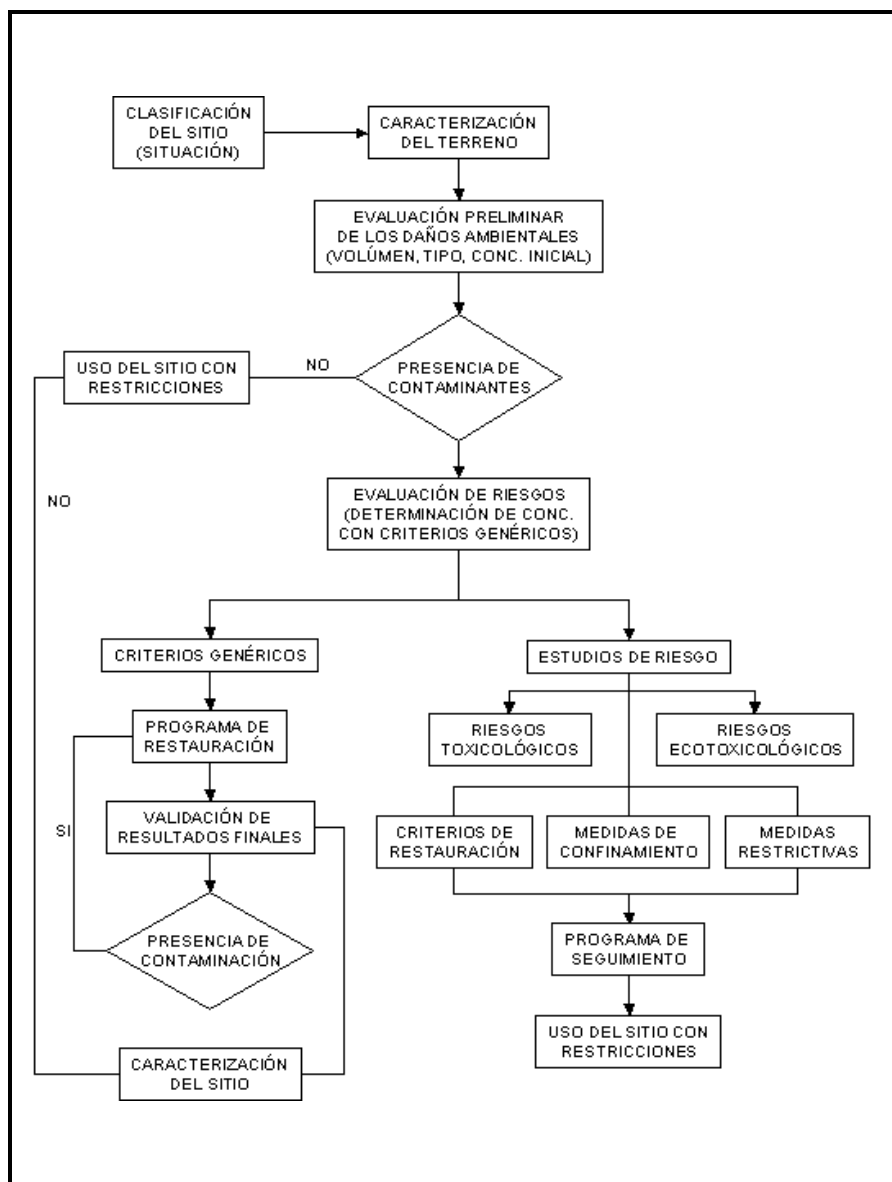 CLASIFICACIÓN
DEL SITIO
(SITUACIÓN)
CARACTERIZACIÓN
DEL TERRENO
EVALUACIÓN PRELIMINAR
DE LOS DAÑOS AMBIENTALES
(VOLÚMEN, TIPO, CONC. INICIAL)
PRESENCIA DE
CONTAMINANTES
NO
USO DEL SITIO CON
RESTRICCIONES
NO
EVALUACIÓN DE RIESGOS
(DETERMINACIÓN DE CONC.
CON CRITERIOS GENÉRICOS)
CRITERIOS GENÉRICOS
PROGRAMA DE
RESTAURACIÓN
VALIDACIÓN DE
RESULTADOS FINALES
SI
PRESENCIA DE
CONTAMINACIÓN
CARACTERIZACIÓN
DEL SITIO
ESTUDIOS DE RIESGO
RIESGOS
TOXICOLÓGICOS
RIESGOS
ECOTOXICOLÓGICOS
CRITERIOS DE
RESTAURACIÓN
MEDIDAS DE
CONFINAMIENTO
MEDIDAS
RESTRICTIVAS
PROGRAMA DE
SEGUIMIENTO
USO DEL SITIO CON
RESTRICCIONES